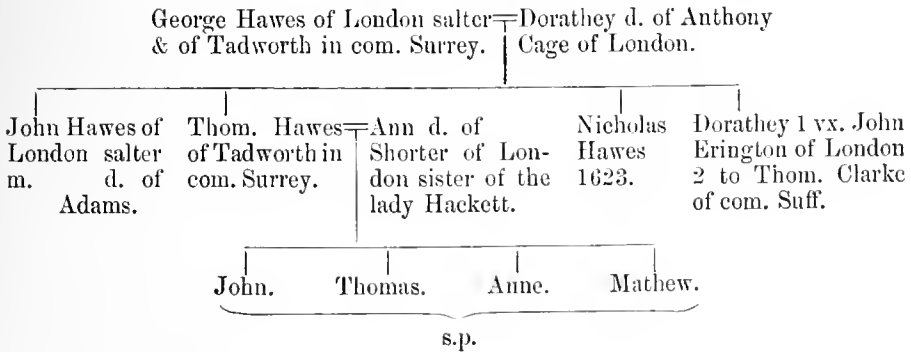 George Hawes of London salter=Dorathey d. of Anthony
& of Tadworth in com. Surrey. Cage of London.
John Hawes of
London salter
m. d. of
Adams.
Thom. Hawes=Ann d. of
of Tadworth in Shorter of Lon-
com. Surrey. don sister of the
lady Hackett.
Nicholas
Hawes
1623.
Dorathey 1 vx. John
Erington of London
2 to Thom. Clarke
of com. Suff.
John. Thomas. Anne. Mathew.
s.p.